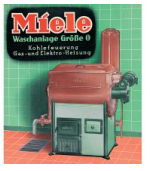 Miele
Waschanlage Größe 0
Kohlefeuerung
Gas- und Elektro-Heizung